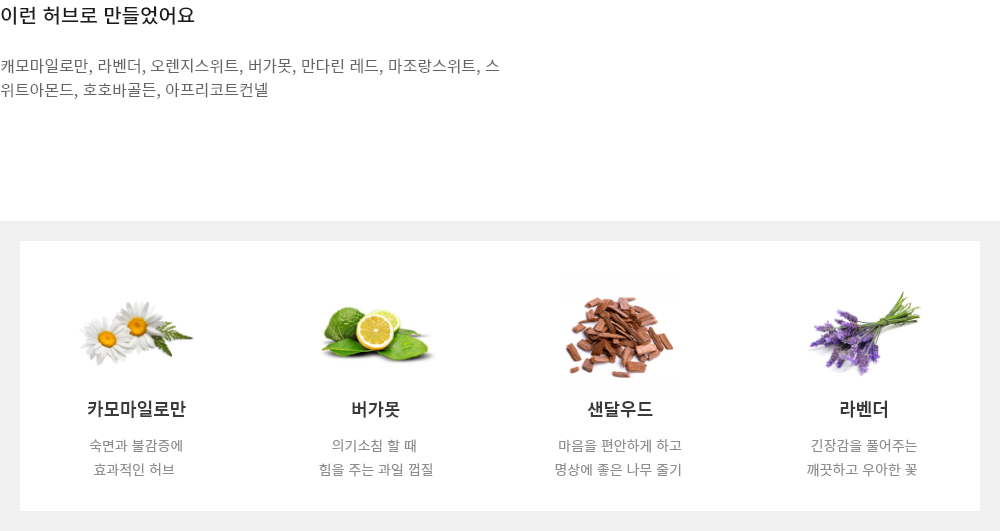 이런 허브로 만들었어요
캐모마일로만, 라벤더, 오렌지스위트, 버가못, 만다린 레드, 마조랑스위트, 스
위트아몬드, 호호바골든, 아프리코트컨넬
카모마일로만
숙면과 불감증에
효과적인 허브
버가못
의기소침 할 때
힘을 주는 과일 껍질
샌달우드
마음을 편안하게 하고
명상에 좋은 나무 줄기
라벤더
긴장감을 풀어주는
깨끗하고 우아한 꽃